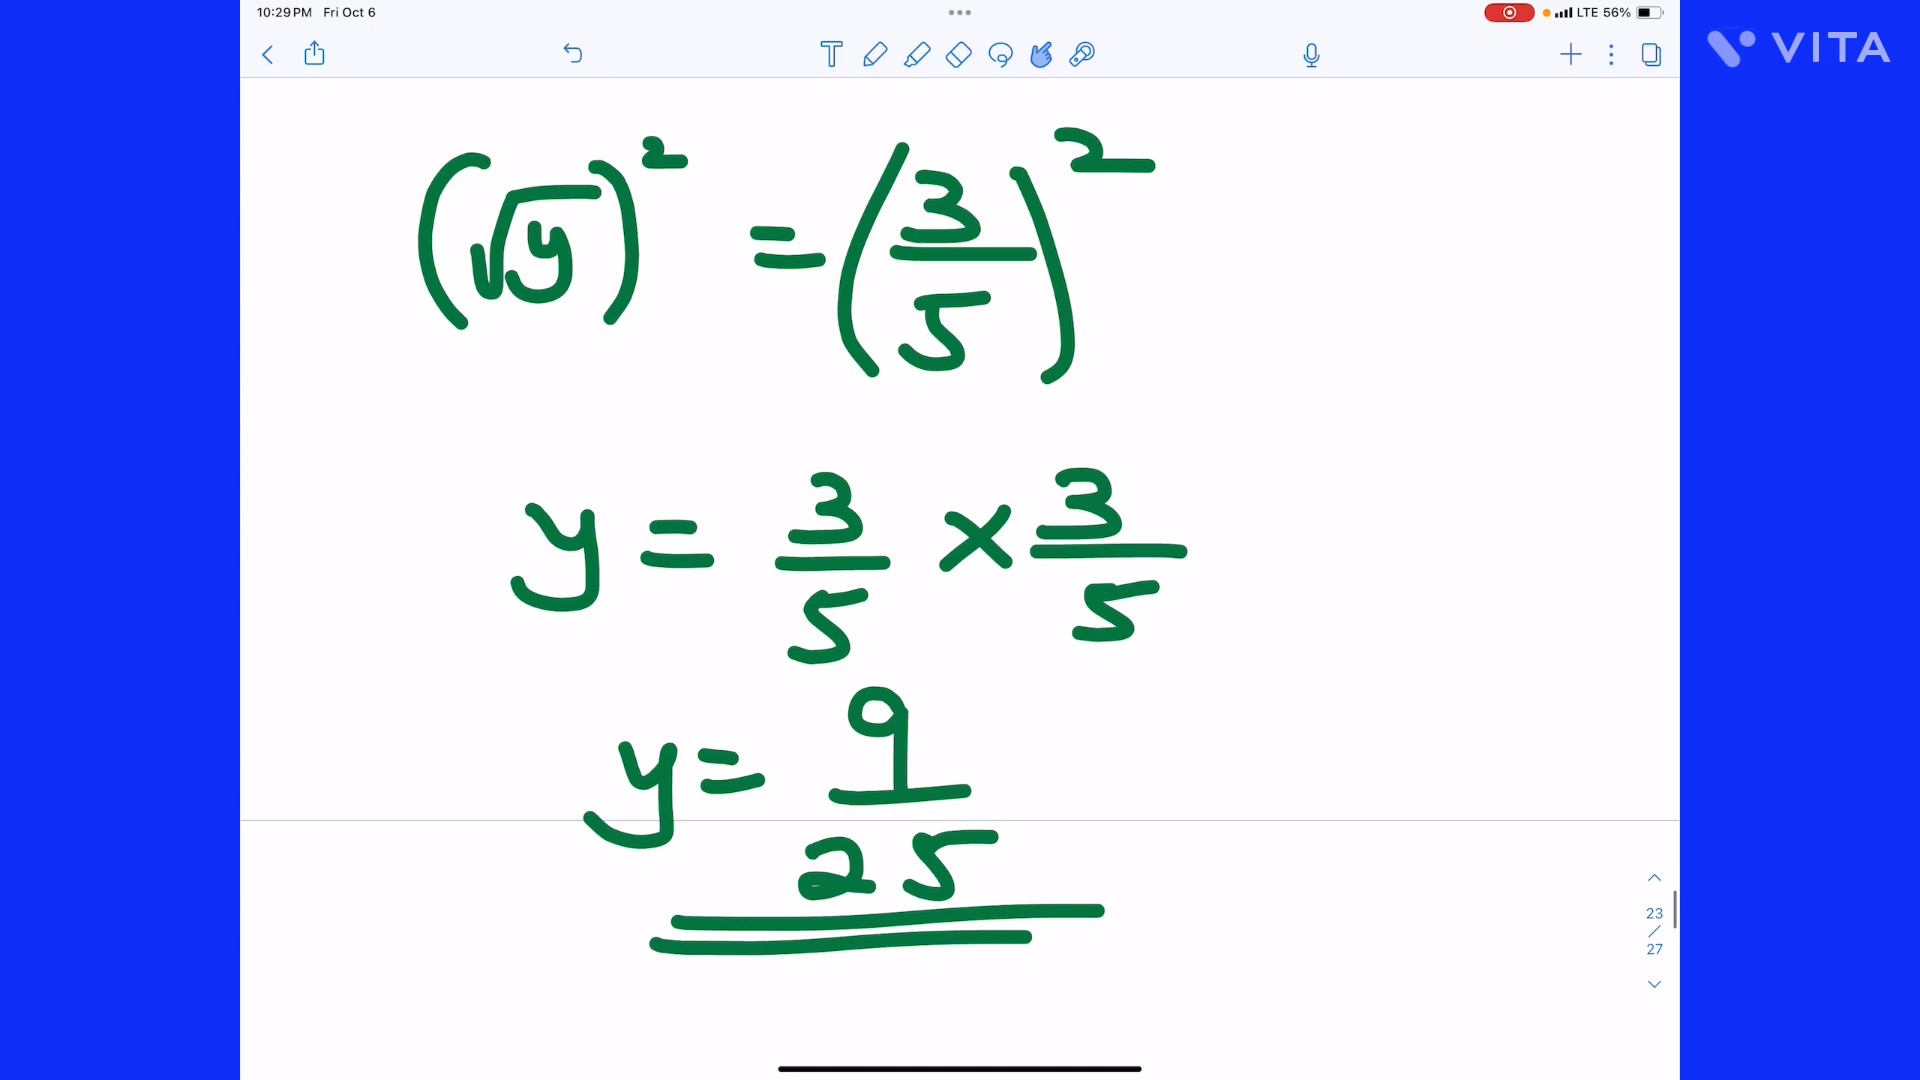 10:29 PM Fri Oct 6
LTE 56%
VITA
(√y)² = (3/5)²
y = 3/5 × 3/5
y = 9/25
23
/
27